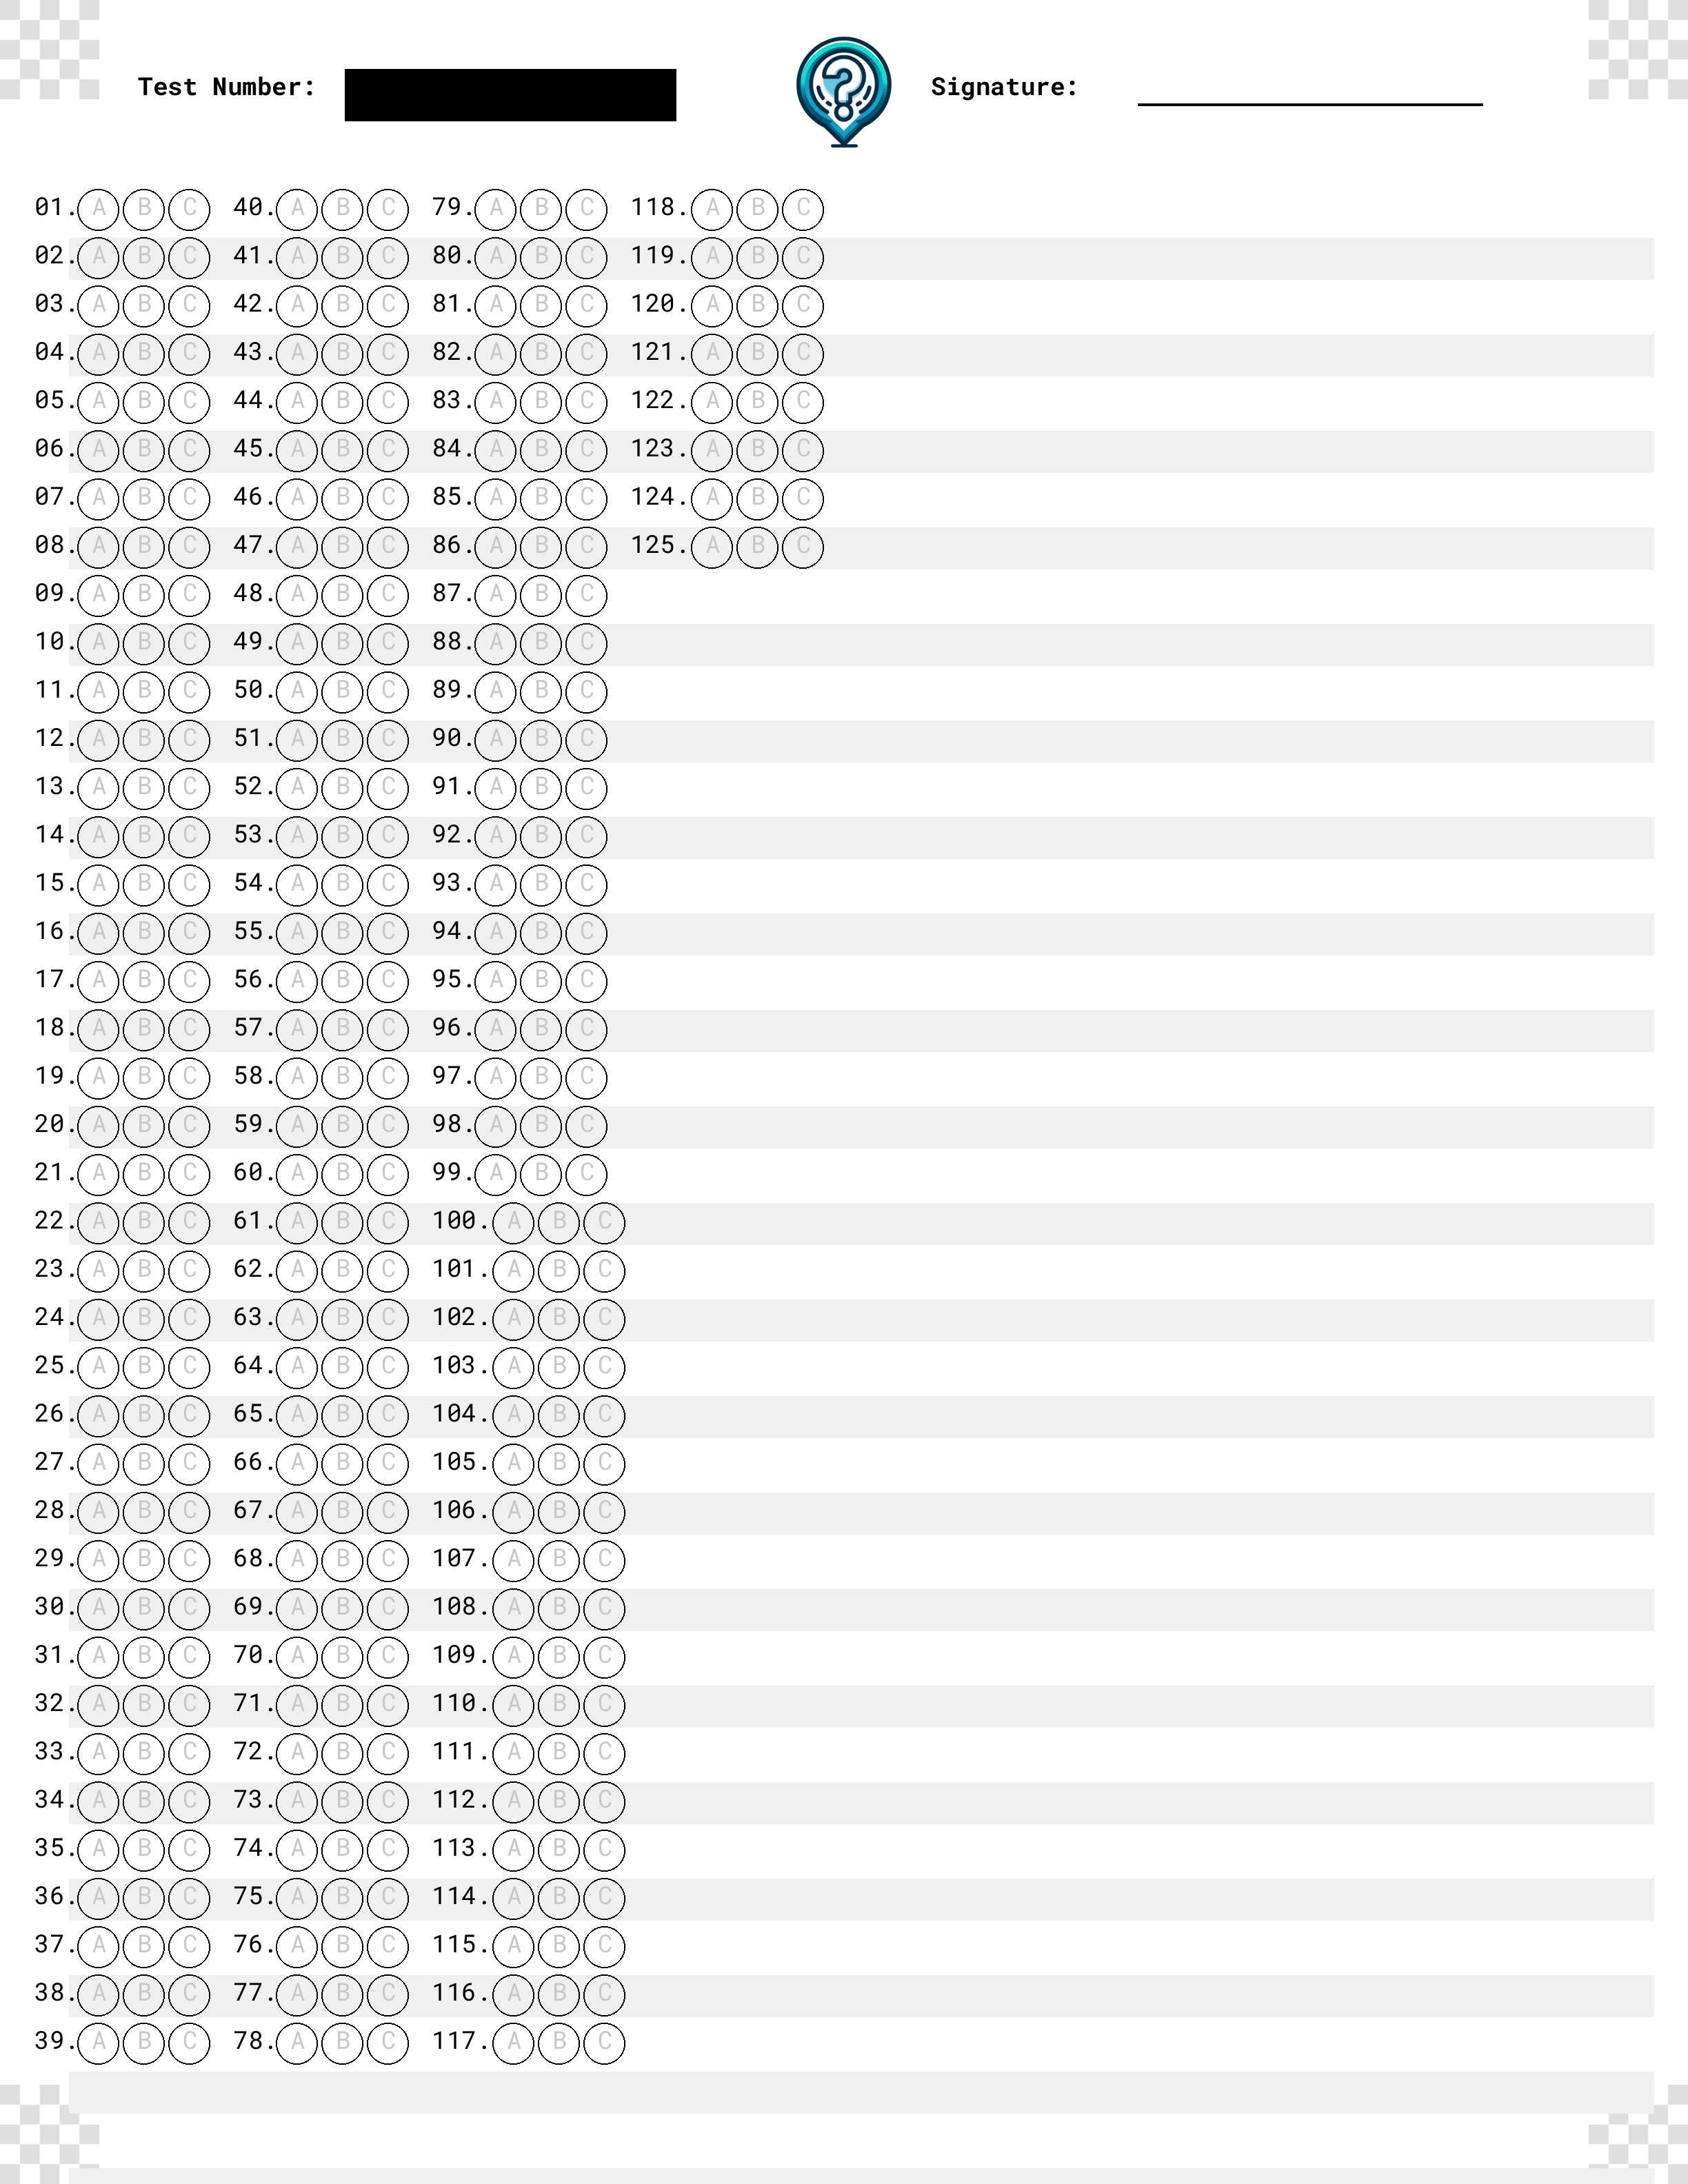 Test Number: Signature:
01. A B C 40. A B C 79. A B C 118. A B C
02. A B C 41. A B C 80. A B C 119. A B C
03. A B C 42. A B C 81. A B C 120. A B C
04. A B C 43. A B C 82. A B C 121. A B C
05. A B C 44. A B C 83. A B C 122. A B C
06. A B C 45. A B C 84. A B C 123. A B C
07. A B C 46. A B C 85. A B C 124. A B C
08. A B C 47. A B C 86. A B C 125. A B C
09. A B C 48. A B C 87. A B C
10. A B C 49. A B C 88. A B C
11. A B C 50. A B C 89. A B C
12. A B C 51. A B C 90. A B C
13. A B C 52. A B C 91. A B C
14. A B C 53. A B C 92. A B C
15. A B C 54. A B C 93. A B C
16. A B C 55. A B C 94. A B C
17. A B C 56. A B C 95. A B C
18. A B C 57. A B C 96. A B C
19. A B C 58. A B C 97. A B C
20. A B C 59. A B C 98. A B C
21. A B C 60. A B C 99. A B C
22. A B C 61. A B C 100. A B C
23. A B C 62. A B C 101. A B C
24. A B C 63. A B C 102. A B C
25. A B C 64. A B C 103. A B C
26. A B C 65. A B C 104. A B C
27. A B C 66. A B C 105. A B C
28. A B C 67. A B C 106. A B C
29. A B C 68. A B C 107. A B C
30. A B C 69. A B C 108. A B C
31. A B C 70. A B C 109. A B C
32. A B C 71. A B C 110. A B C
33. A B C 72. A B C 111. A B C
34. A B C 73. A B C 112. A B C
35. A B C 74. A B C 113. A B C
36. A B C 75. A B C 114. A B C
37. A B C 76. A B C 115. A B C
38. A B C 77. A B C 116. A B C
39. A B C 78. A B C 117. A B C